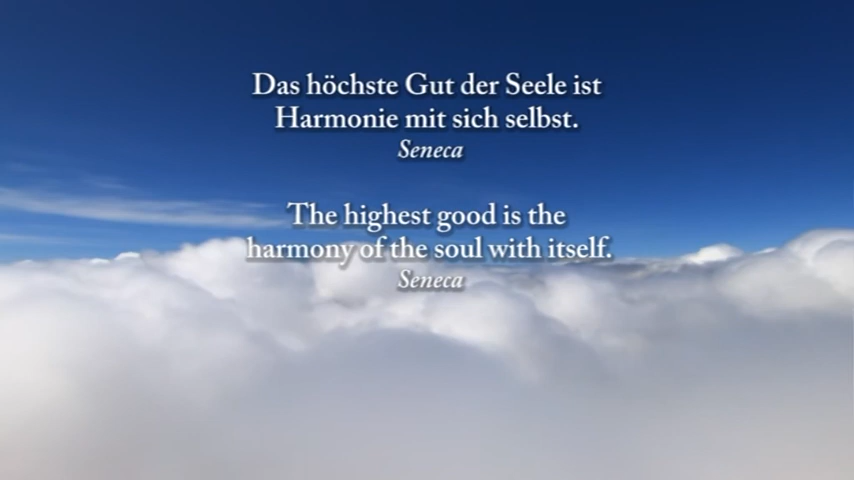 Das höchste Gut der Seele ist
Harmonie mit sich selbst.
Seneca
The highest good is the
harmony of the soul with itself.
Seneca